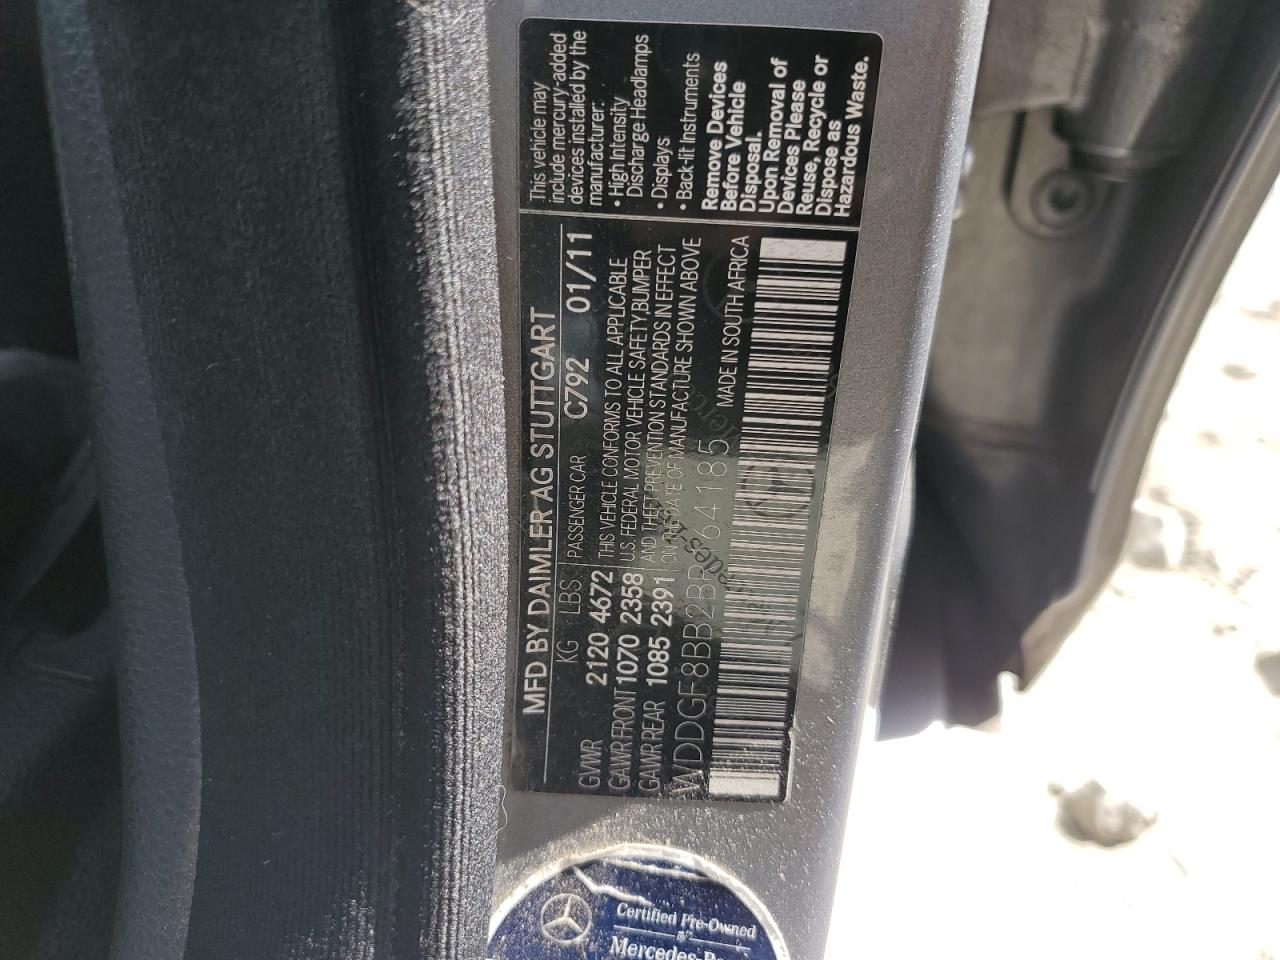 MFD BY DAIMLER AG STUTTGART
KG LBS PASSENGER CAR C792 01/11
GVWR 2120 4672
GAWR FRONT 1070 2358
GAWR REAR 1085 2391
THIS VEHICLE CONFORMS TO ALL APPLICABLE
U.S. FEDERAL MOTOR VEHICLE SAFETY, BUMPER
AND THEFT PREVENTION STANDARDS IN EFFECT
ON THE DATE OF MANUFACTURE SHOWN ABOVE
MADE IN SOUTH AFRICA
This vehicle may
include mercury-added
devices installed by the
manufacturer:
• High Intensity
Discharge Headlamps
• Displays
• Back-lit Instruments
Remove Devices
Before Vehicle
Disposal.
Upon Removal of
Devices Please
Reuse, Recycle or
Dispose as
Hazardous Waste.
Certified Pre-Owned
by